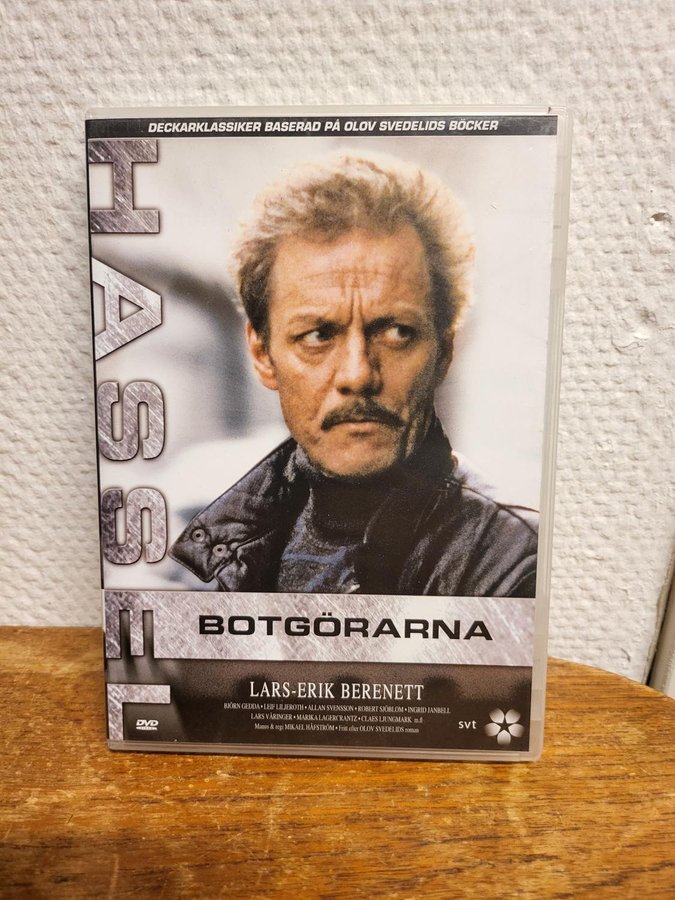 DECKARKLASSIKER BASERAD PÅ OLOV SVEDELIDS BÖCKER
HASSEL
BOTGÖRARNA
LARS-ERIK BERENETT
BJÖRN GEDDA • LEIF LILJEROTH • ALLAN SVENSSON • ROBERT SJÖBLOM • INGRID JANBELL
LARS VÄRINGER • MARIKA LAGERCRANTZ • CLAES LJUNGMARK m.fl
Manus & regi MIKAEL HÅFSTRÖM • Fritt efter OLOV SVEDELIDS roman
DVD
svt